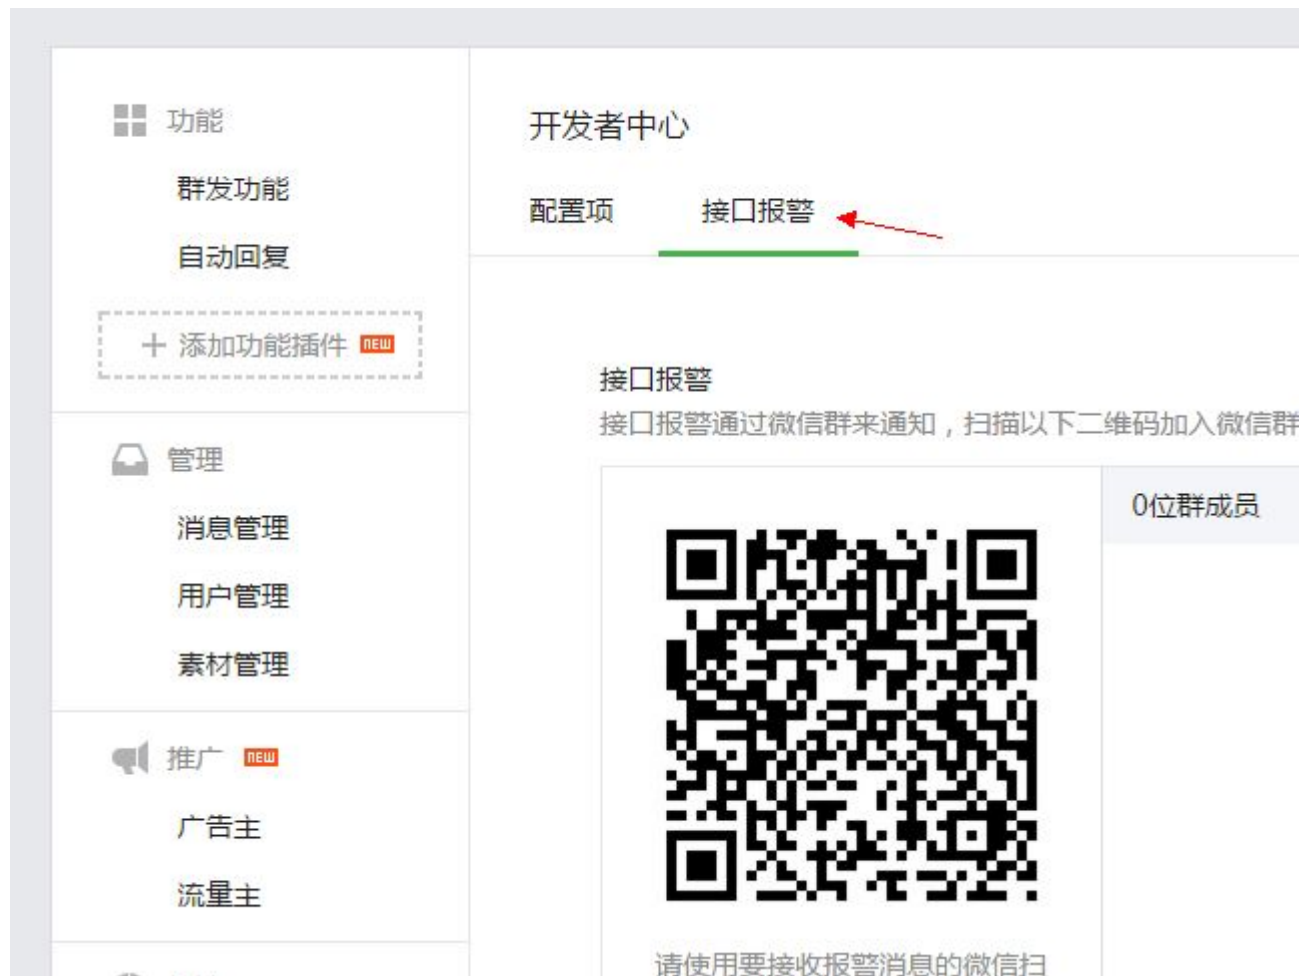 功能
群发功能
自动回复
添加功能插件 NEW
管理
消息管理
用户管理
素材管理
推广 NEW
广告主
流量主
开发者中心
配置项 接口报警
接口报警
接口报警通过微信群来通知，扫描以下二维码加入微信群
0位群成员
请使用要接收报警消息的微信扫